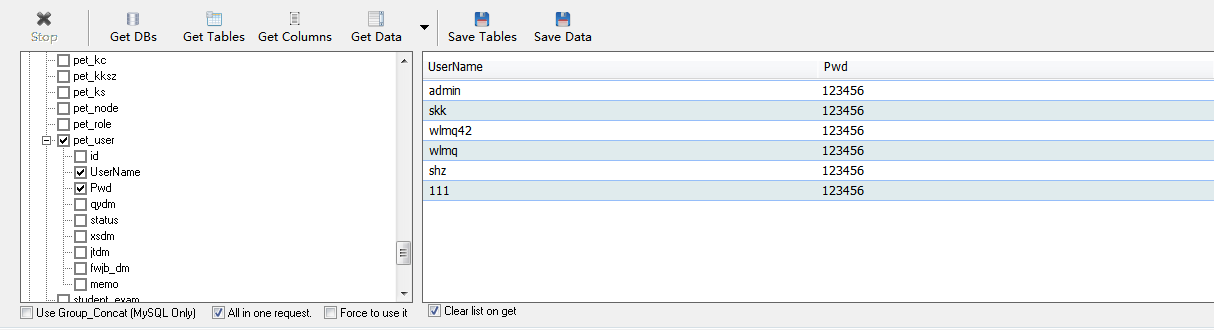 Stop Get DBs Get Tables Get Columns Get Data Save Tables Save Data
pet_kc
pet_kksz
pet_ks
pet_node
pet_role
pet_user
id
UserName
Pwd
qydm
status
xsdm
jtdm
fwjb_dm
memo
student_exam
Use Group_Concat (MySQL Only) All in one request. Force to use it
UserName Pwd
admin 123456
skk 123456
wlmq42 123456
wlmq 123456
shz 123456
111 123456
Clear list on get